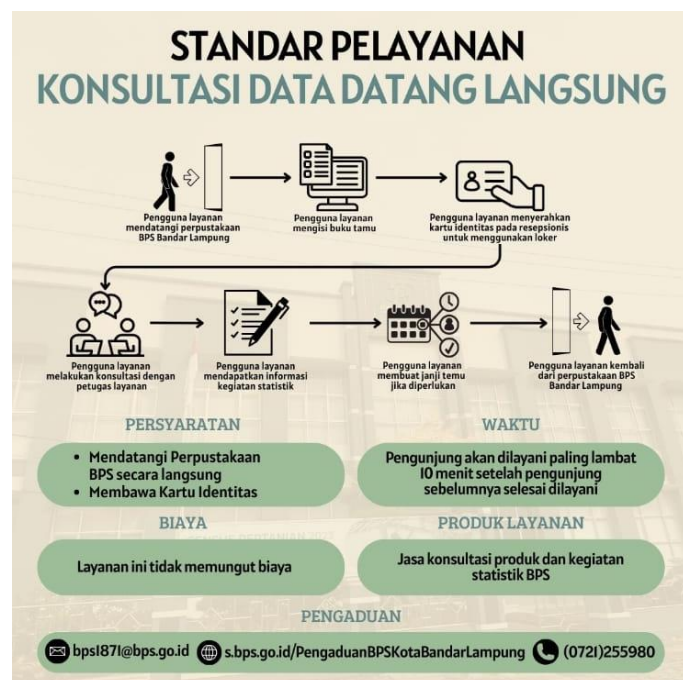 STANDAR PELAYANAN
KONSULTASI DATA DATANG LANGSUNG
Pengguna layanan
mendatangi perpustakaan
BPS Bandar Lampung
Pengguna layanan
mengisi buku tamu
Pengguna layanan menyerahkan
kartu identitas pada resepsionis
untuk menggunakan loker
Pengguna layanan
melakukan konsultasi dengan
petugas layanan
Pengguna layanan
mendapatkan informasi
kegiatan statistik
Pengguna layanan
membuat janji temu
jika diperlukan
Pengguna layanan kembali
dari perpustakaan BPS
Bandar Lampung
PERSYARATAN
• Mendatangi Perpustakaan
BPS secara langsung
• Membawa Kartu Identitas
WAKTU
Pengunjung akan dilayani paling lambat
10 menit setelah pengunjung
sebelumnya selesai dilayani
BIAYA
Layanan ini tidak memungut biaya
PRODUK LAYANAN
Jasa konsultasi produk dan kegiatan
statistik BPS
PENGADUAN
bps1871@bps.go.id
s.bps.go.id/PengaduanBPSKotaBandarLampung
(0721)255980